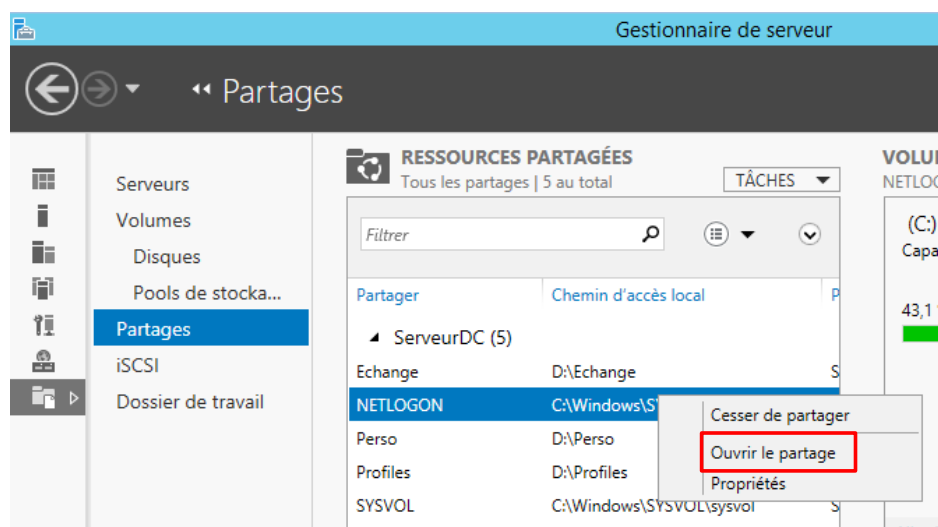 Gestionnaire de serveur
Partages
Serveurs
Volumes
Disques
Pools de stocka...
Partages
iSCSI
Dossier de travail
RESSOURCES PARTAGÉES
Tous les partages | 5 au total
TÂCHES
Filtrer
Partager Chemin d'accès local P
ServeurDC (5)
Echange D:\Echange S
NETLOGON C:\Windows\S
Perso D:\Perso
Profiles D:\Profiles
SYSVOL C:\Windows\SYSVOL\sysvol S
Cesser de partager
Ouvrir le partage
Propriétés
VOLU
NETLO
(C:)
Capa
43,1